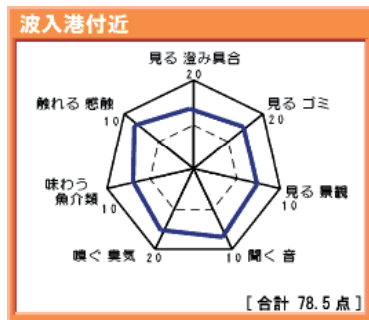 波入港付近
見る 澄み具合
20
触れる 感触
10
見る ゴミ
20
味わう
魚介類
10
見る 景観
10
嗅ぐ 臭気 20
10 聞く 音
[合計 78.5点]